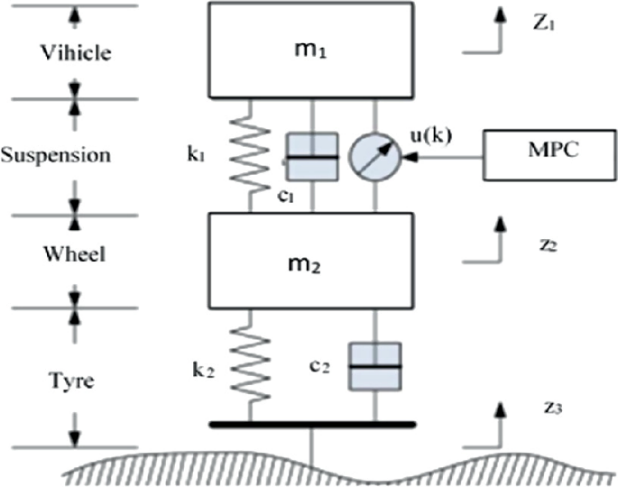 Vihicle
m₁
Z₁
Suspension
k₁
c₁
u(k)
MPC
Wheel
m₂
z₂
Tyre
k₂
c₂
z₃